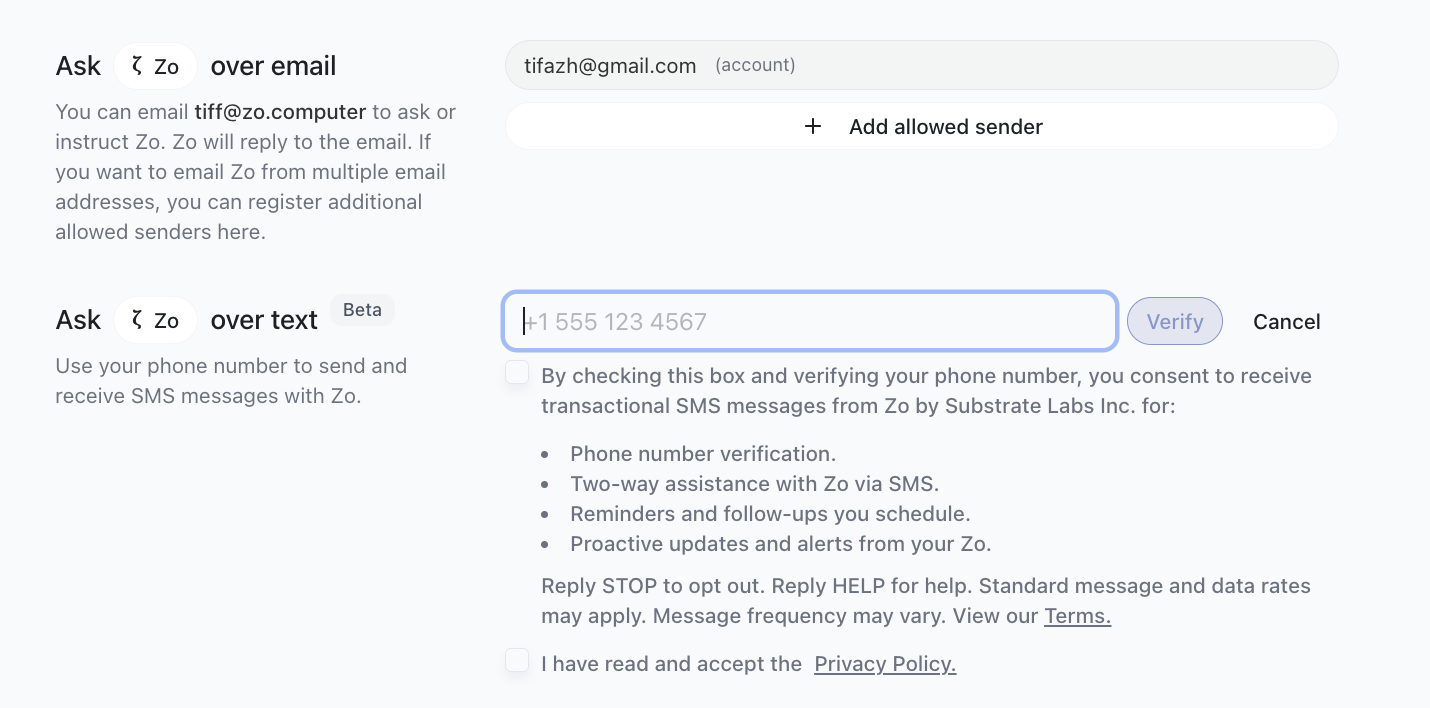 Ask ζ Zo over email
You can email tiff@zo.computer to ask or
instruct Zo. Zo will reply to the email. If
you want to email Zo from multiple email
addresses, you can register additional
allowed senders here.
tifazh@gmail.com (account)
+ Add allowed sender
Ask ζ Zo over text Beta
Use your phone number to send and
receive SMS messages with Zo.
+1 555 123 4567
Verify
Cancel
By checking this box and verifying your phone number, you consent to receive
transactional SMS messages from Zo by Substrate Labs Inc. for:
• Phone number verification.
• Two-way assistance with Zo via SMS.
• Reminders and follow-ups you schedule.
• Proactive updates and alerts from your Zo.
Reply STOP to opt out. Reply HELP for help. Standard message and data rates
may apply. Message frequency may vary. View our Terms.
I have read and accept the Privacy Policy.